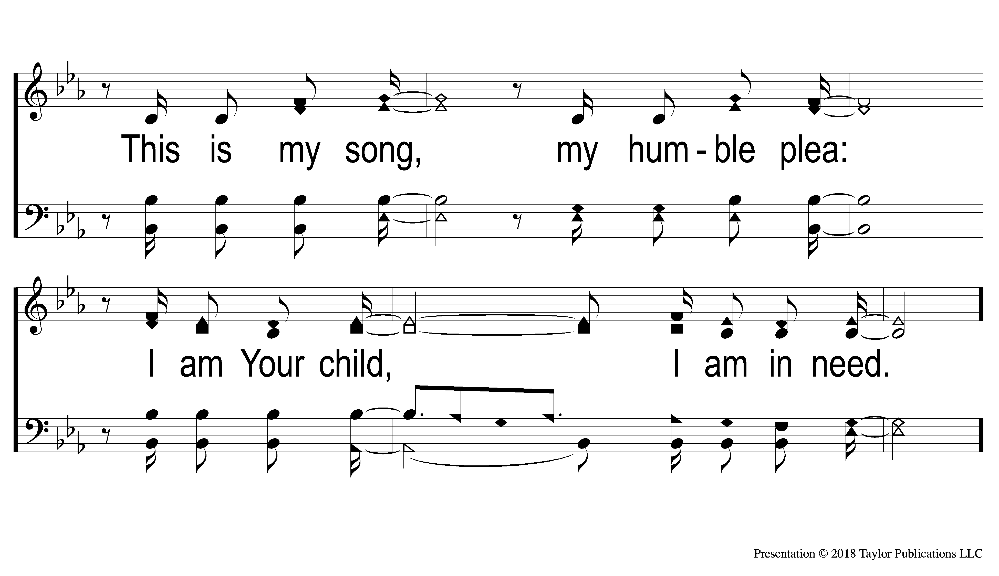 This is my song, my hum - ble plea:
I am Your child, I am in need.
Presentation © 2018 Taylor Publications LLC